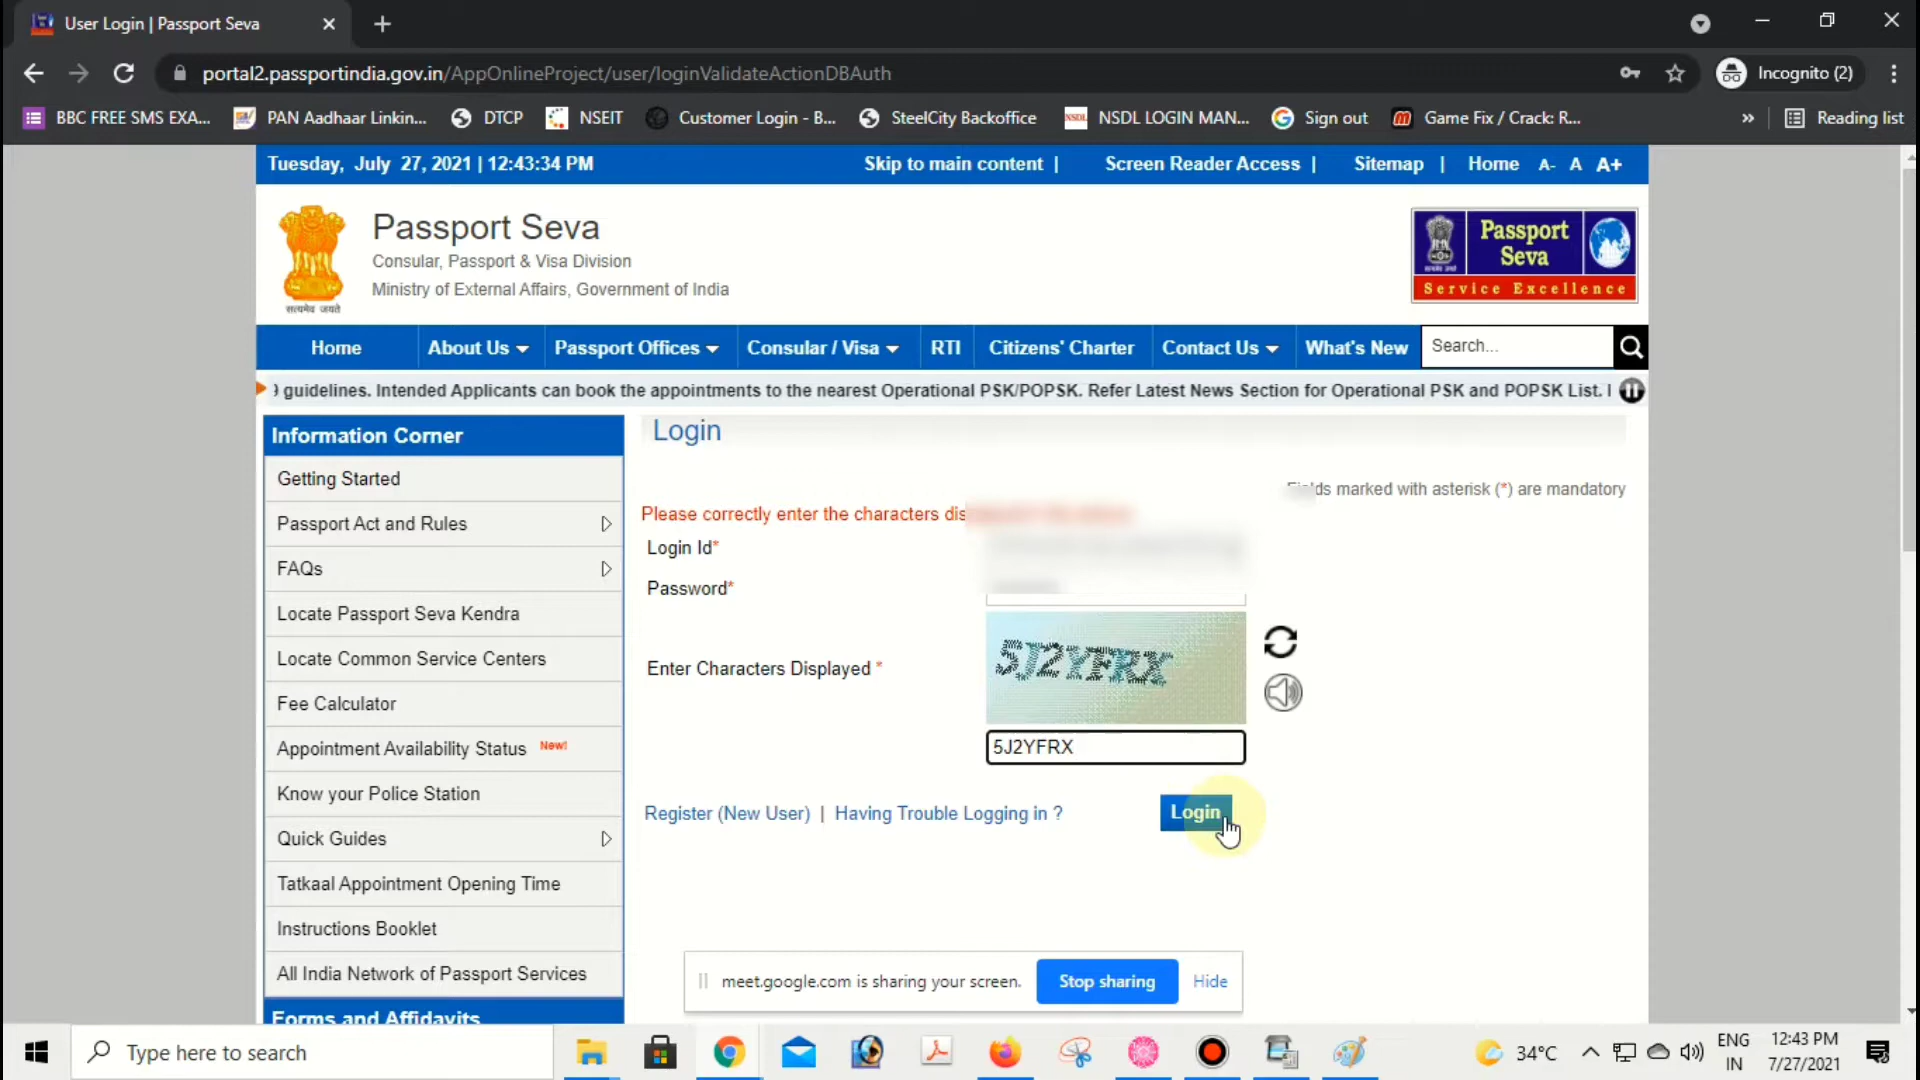 User Login | Passport Seva
portal2.passportindia.gov.in/AppOnlineProject/user/loginValidateActionDBAuth
Incognito (2)
BBC FREE SMS EXA...
PAN Aadhaar Linkin...
DTCP
NSEIT
Customer Login - B...
SteelCity Backoffice
NSDL LOGIN MAN...
Sign out
Game Fix / Crack: R...
»
Reading list
Tuesday, July 27, 2021 | 12:43:34 PM
Skip to main content |
Screen Reader Access |
Sitemap |
Home
A- A A+
सत्यमेव जयते
Passport Seva
Consular, Passport & Visa Division
Ministry of External Affairs, Government of India
Passport
Seva
Service Excellence
Home
About Us
Passport Offices
Consular / Visa
RTI
Citizens' Charter
Contact Us
What's New
Search...
guidelines. Intended Applicants can book the appointments to the nearest Operational PSK/POPSK. Refer Latest News Section for Operational PSK and POPSK List.
Information Corner
Getting Started
Passport Act and Rules
FAQs
Locate Passport Seva Kendra
Locate Common Service Centers
Fee Calculator
Appointment Availability Status New!
Know your Police Station
Quick Guides
Tatkaal Appointment Opening Time
Instructions Booklet
All India Network of Passport Services
Forms and Affidavits
Login
Fields marked with asterisk (*) are mandatory
Please correctly enter the characters dis
Login Id*
Password*
Enter Characters Displayed *
5J2YFRX
5J2YFRX
Register (New User) | Having Trouble Logging in ?
Login
meet.google.com is sharing your screen.
Stop sharing
Hide
Type here to search
34°C
ENG
IN
12:43 PM
7/27/2021